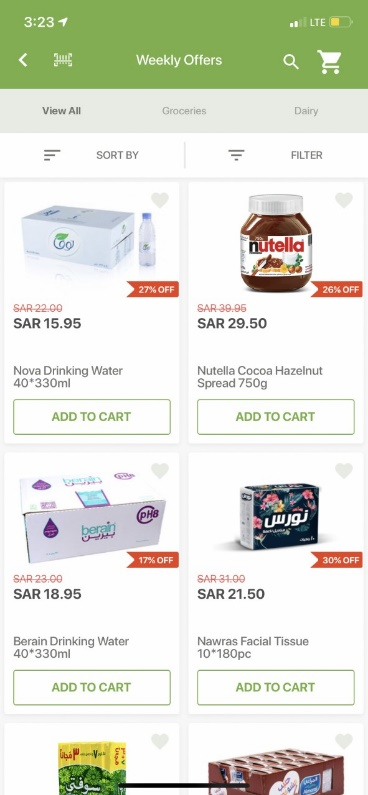 3:23
LTE
Weekly Offers
View All
Groceries
Dairy
SORT BY
FILTER
nutella
27% OFF
26% OFF
SAR 22.00
SAR 15.95
SAR 39.95
SAR 29.50
Nova Drinking Water
40*330ml
Nutella Cocoa Hazelnut
Spread 750g
ADD TO CART
ADD TO CART
berain
بيرين
PH8
نورس
17% OFF
30% OFF
SAR 23.00
SAR 18.95
SAR 31.00
SAR 21.50
Berain Drinking Water
40*330ml
Nawras Facial Tissue
10*180pc
ADD TO CART
ADD TO CART
٣ مجاناً
سوفتي